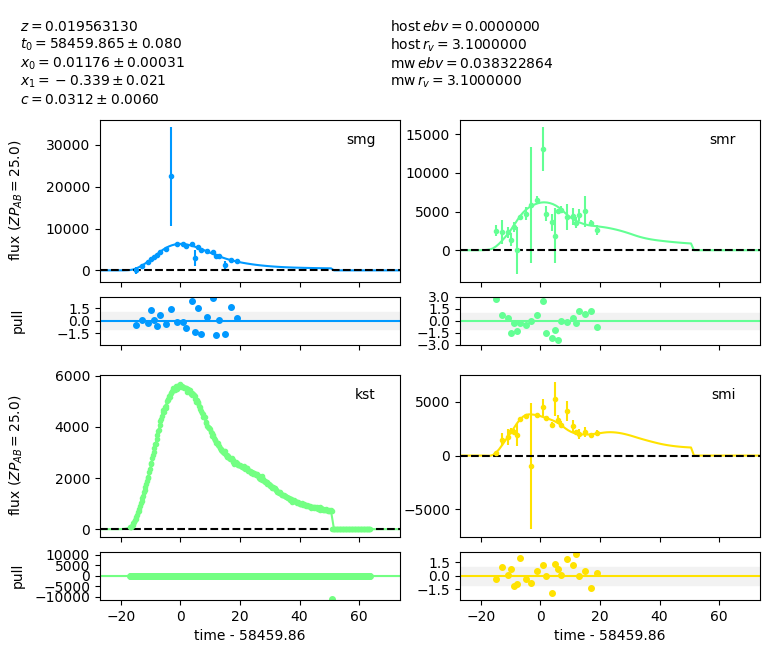 z = 0.019563130
t₀ = 58459.865 ± 0.080
x₀ = 0.01176 ± 0.00031
x₁ = −0.339 ± 0.021
c = 0.0312 ± 0.0060
host ebv = 0.0000000
host r_v = 3.1000000
mw ebv = 0.038322864
mw r_v = 3.1000000
flux (ZP_AB = 25.0)
30000
20000
10000
0
smg
15000
10000
5000
0
smr
pull
1.5
0.0
−1.5
3.0
1.5
0.0
−1.5
−3.0
flux (ZP_AB = 25.0)
6000
4000
2000
0
kst
5000
0
−5000
smi
pull
10000
5000
0
−5000
−10000
1.5
0.0
−1.5
−20 0 20 40 60
time - 58459.86
−20 0 20 40 60
time - 58459.86